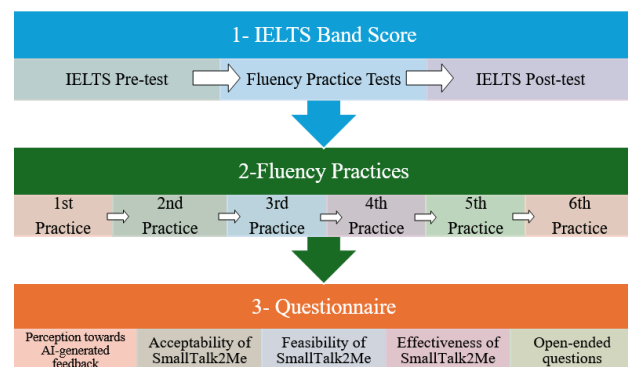 1- IELTS Band Score
IELTS Pre-test Fluency Practice Tests IELTS Post-test
2-Fluency Practices
1st 2nd 3rd 4th 5th 6th
Practice Practice Practice Practice Practice Practice
3- Questionnaire
Perception towards
AI-generated
feedback
Acceptability of
SmallTalk2Me
Feasibility of
SmallTalk2Me
Effectiveness of
SmallTalk2Me
Open-ended
questions